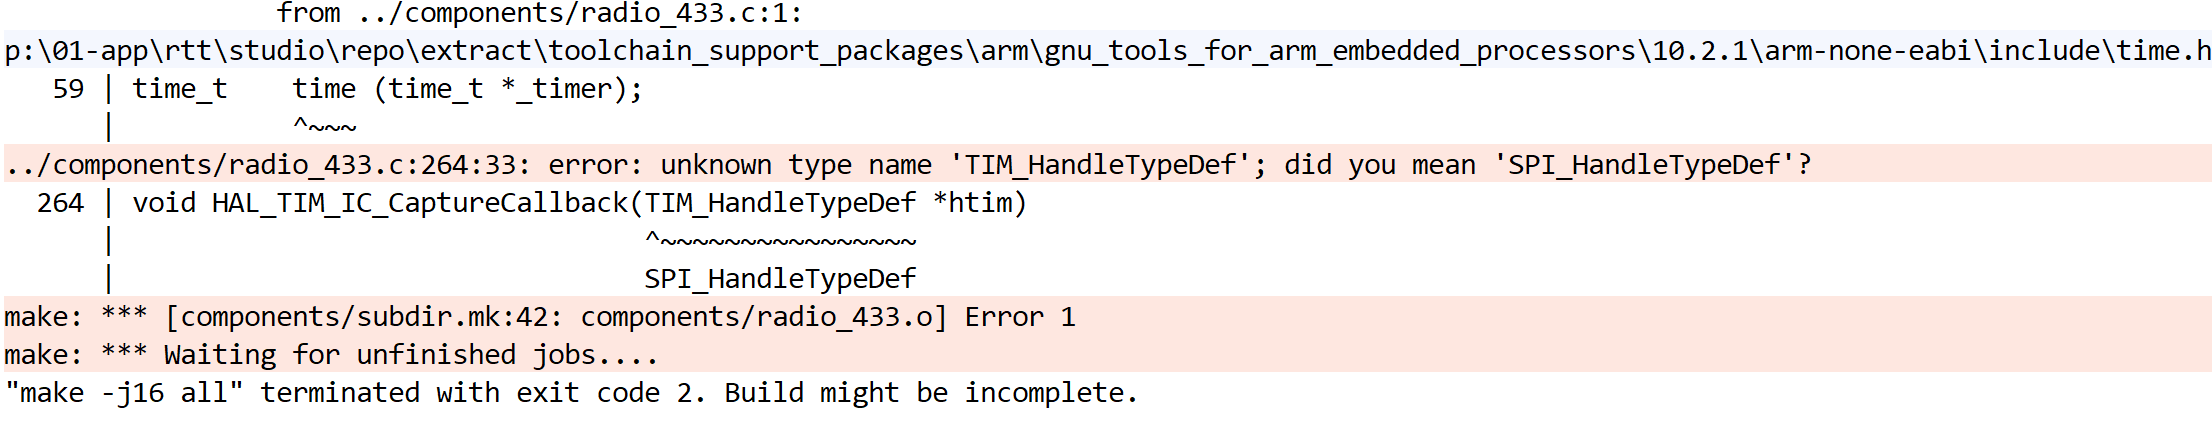 from ../components/radio_433.c:1:
p:\01-app\rtt\studio\repo\extract\toolchain_support_packages\arm\gnu_tools_for_arm_embedded_processors\10.2.1\arm-none-eabi\include\time.h
59 | time_t    time (time_t *_timer);
|           ^~~~
../components/radio_433.c:264:33: error: unknown type name 'TIM_HandleTypeDef'; did you mean 'SPI_HandleTypeDef'?
264 | void HAL_TIM_IC_CaptureCallback(TIM_HandleTypeDef *htim)
|                                 ^~~~~~~~~~~~~~~~~
|                                 SPI_HandleTypeDef
make: *** [components/subdir.mk:42: components/radio_433.o] Error 1
make: *** Waiting for unfinished jobs....
"make -j16 all" terminated with exit code 2. Build might be incomplete.